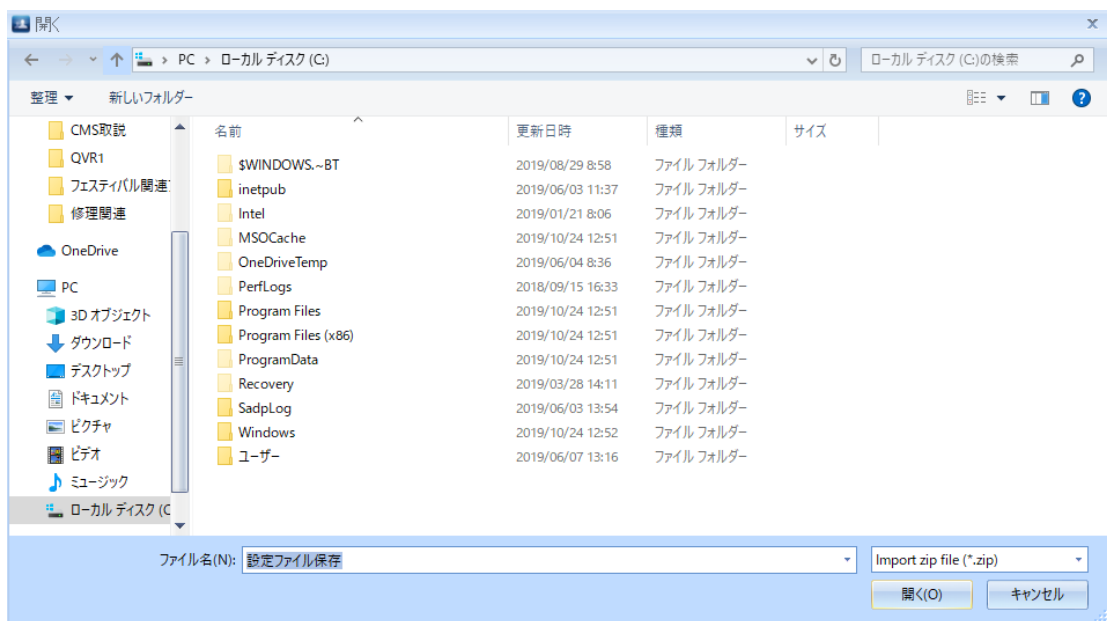 開く
PC > ローカル ディスク (C:)
ローカル ディスク (C:)の検索
整理
新しいフォルダー
CMS取説
QVR1
フェスティバル関連
修理関連
OneDrive
PC
3D オブジェクト
ダウンロード
デスクトップ
ドキュメント
ピクチャ
ビデオ
ミュージック
ローカル ディスク (C
名前 更新日時 種類 サイズ
$WINDOWS.~BT 2019/08/29 8:58 ファイル フォルダー
inetpub 2019/06/03 11:37 ファイル フォルダー
Intel 2019/01/21 8:06 ファイル フォルダー
MSOCache 2019/10/24 12:51 ファイル フォルダー
OneDriveTemp 2019/06/04 8:36 ファイル フォルダー
PerfLogs 2018/09/15 16:33 ファイル フォルダー
Program Files 2019/10/24 12:51 ファイル フォルダー
Program Files (x86) 2019/10/24 12:51 ファイル フォルダー
ProgramData 2019/10/24 12:51 ファイル フォルダー
Recovery 2019/03/28 14:11 ファイル フォルダー
SadpLog 2019/06/03 13:54 ファイル フォルダー
Windows 2019/10/24 12:52 ファイル フォルダー
ユーザー 2019/06/07 13:16 ファイル フォルダー
ファイル名(N): 設定ファイル保存
Import zip file (*.zip)
開く(O)
キャンセル